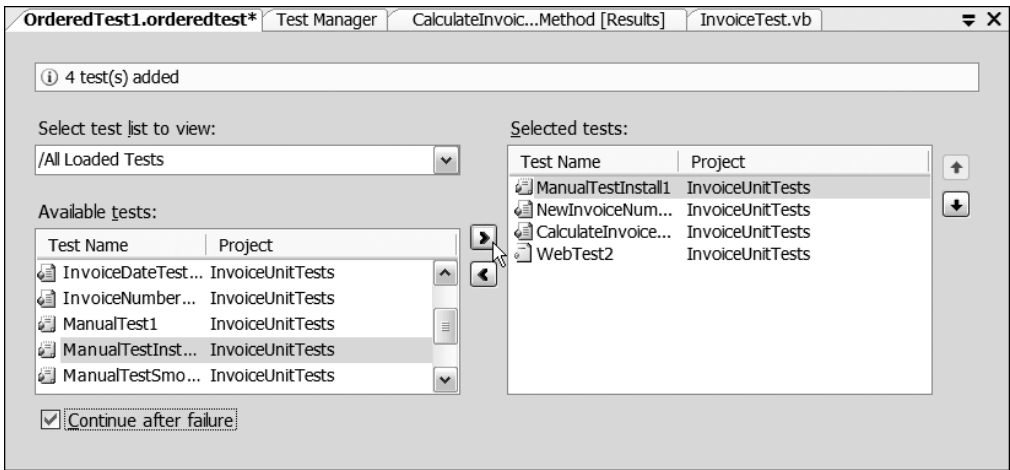 OrderedTest1.orderedtest* Test Manager CalculateInvoic...Method [Results] InvoiceTest.vb
4 test(s) added
Select test list to view:
/All Loaded Tests
Available tests:
Test Name Project
InvoiceDateTest... InvoiceUnitTests
InvoiceNumber... InvoiceUnitTests
ManualTest1 InvoiceUnitTests
ManualTestInst... InvoiceUnitTests
ManualTestSmo... InvoiceUnitTests
Continue after failure
Selected tests:
Test Name Project
ManualTestInstall1 InvoiceUnitTests
NewInvoiceNum... InvoiceUnitTests
CalculateInvoice... InvoiceUnitTests
WebTest2 InvoiceUnitTests